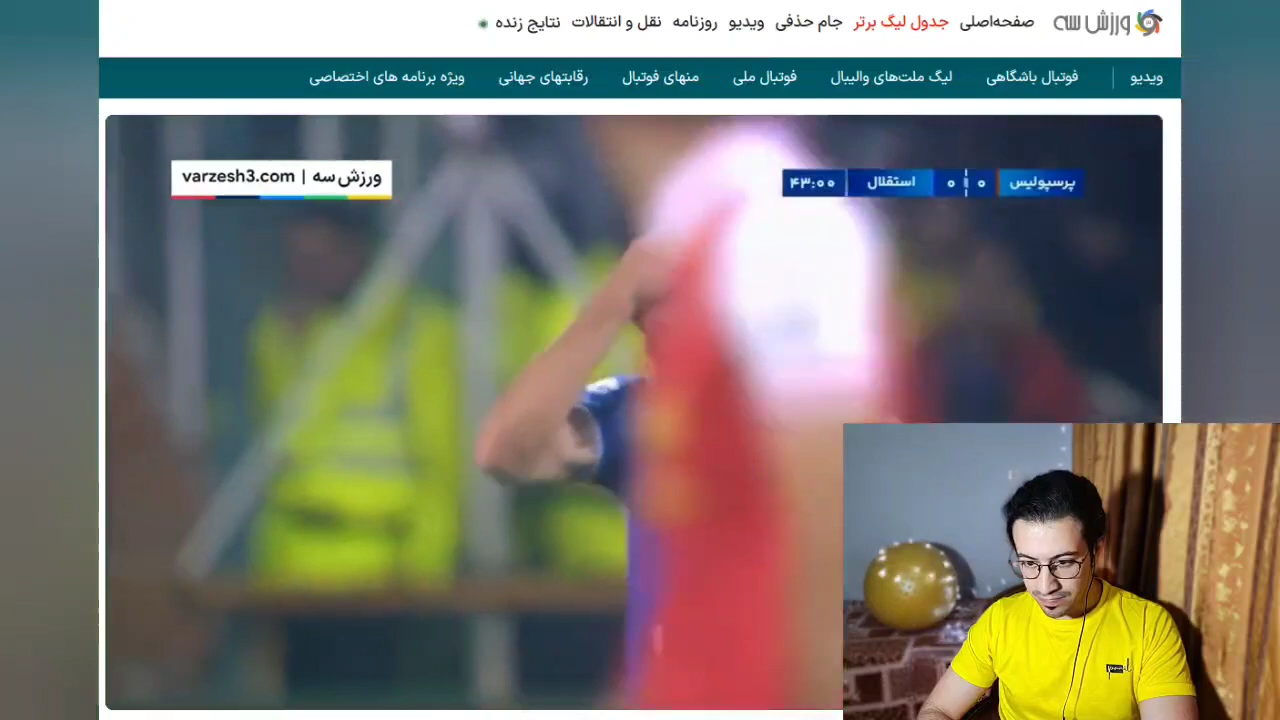 ورزش سه صفحه‌اصلی جدول لیگ برتر جام حذفی ویدیو روزنامه نقل و انتقالات نتایج زنده
ویدیو فوتبال باشگاهی لیگ ملت‌های والیبال فوتبال ملی منهای فوتبال رقابتهای جهانی ویژه برنامه های اختصاصی
پرسپولیس ۰ ۰ استقلال ۴۳:۰۰
ورزش سه | varzesh3.com